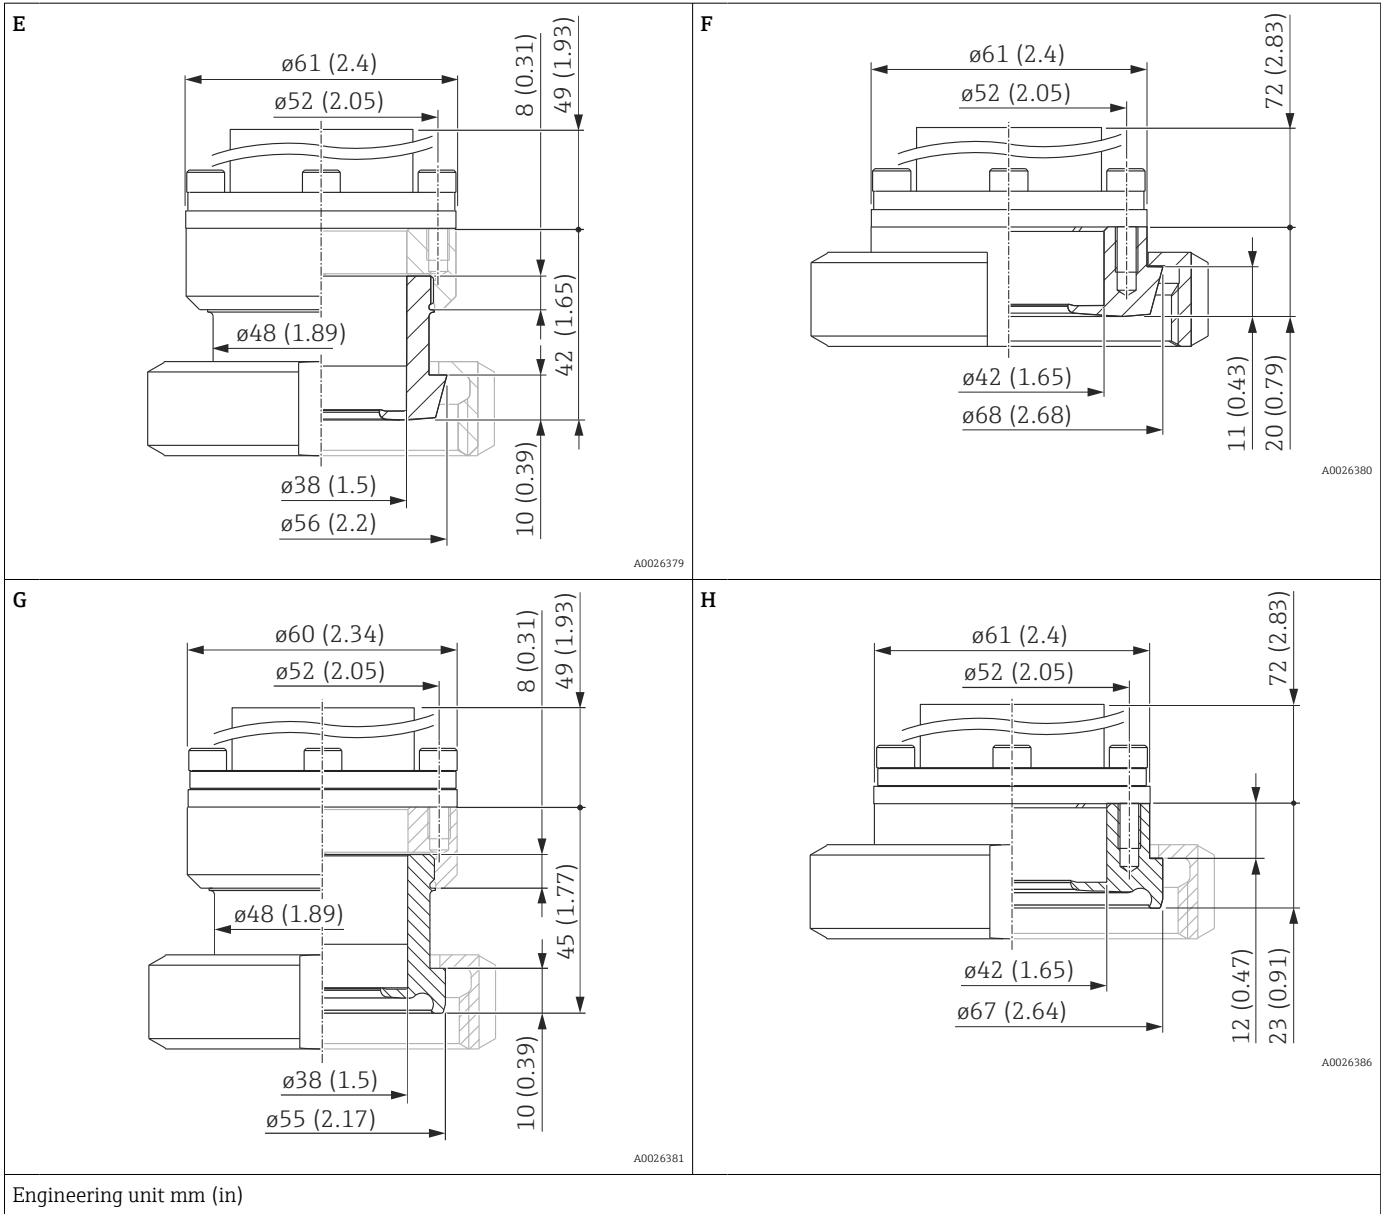 E
ø61 (2.4)
ø52 (2.05)
8 (0.31)
49 (1.93)
ø48 (1.89)
42 (1.65)
ø38 (1.5)
ø56 (2.2)
10 (0.39)
A0026379
F
ø61 (2.4)
ø52 (2.05)
72 (2.83)
ø42 (1.65)
ø68 (2.68)
11 (0.43)
20 (0.79)
A0026380
G
ø60 (2.34)
ø52 (2.05)
8 (0.31)
49 (1.93)
ø48 (1.89)
45 (1.77)
ø38 (1.5)
ø55 (2.17)
10 (0.39)
A0026381
H
ø61 (2.4)
ø52 (2.05)
72 (2.83)
ø42 (1.65)
ø67 (2.64)
12 (0.47)
23 (0.91)
A0026386
Engineering unit mm (in)